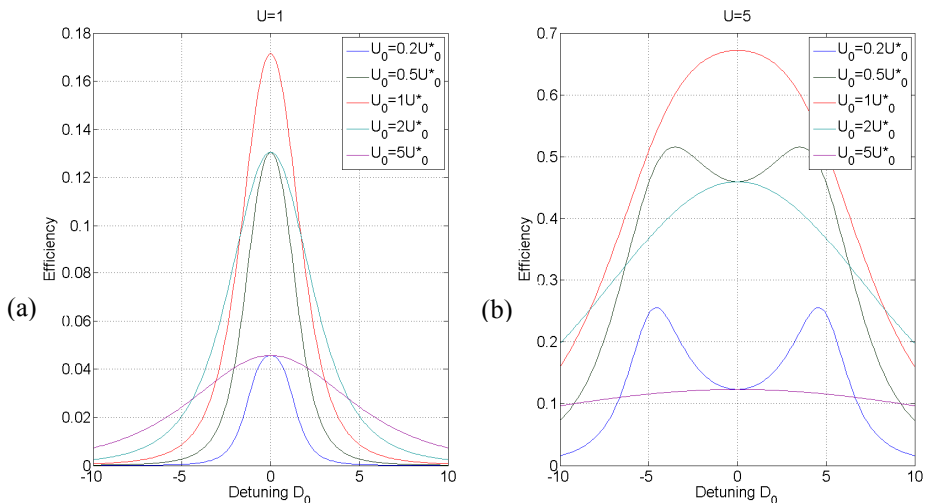 U=1
0.18
0.16
0.14
0.12
0.1
0.08
0.06
0.04
0.02
0
Efficiency
-10 -5 0 5 10
Detuning D0
U0=0.2U*0
U0=0.5U*0
U0=1U*0
U0=2U*0
U0=5U*0
(a)
U=5
0.7
0.6
0.5
0.4
0.3
0.2
0.1
0
Efficiency
-10 -5 0 5 10
Detuning D0
U0=0.2U*0
U0=0.5U*0
U0=1U*0
U0=2U*0
U0=5U*0
(b)